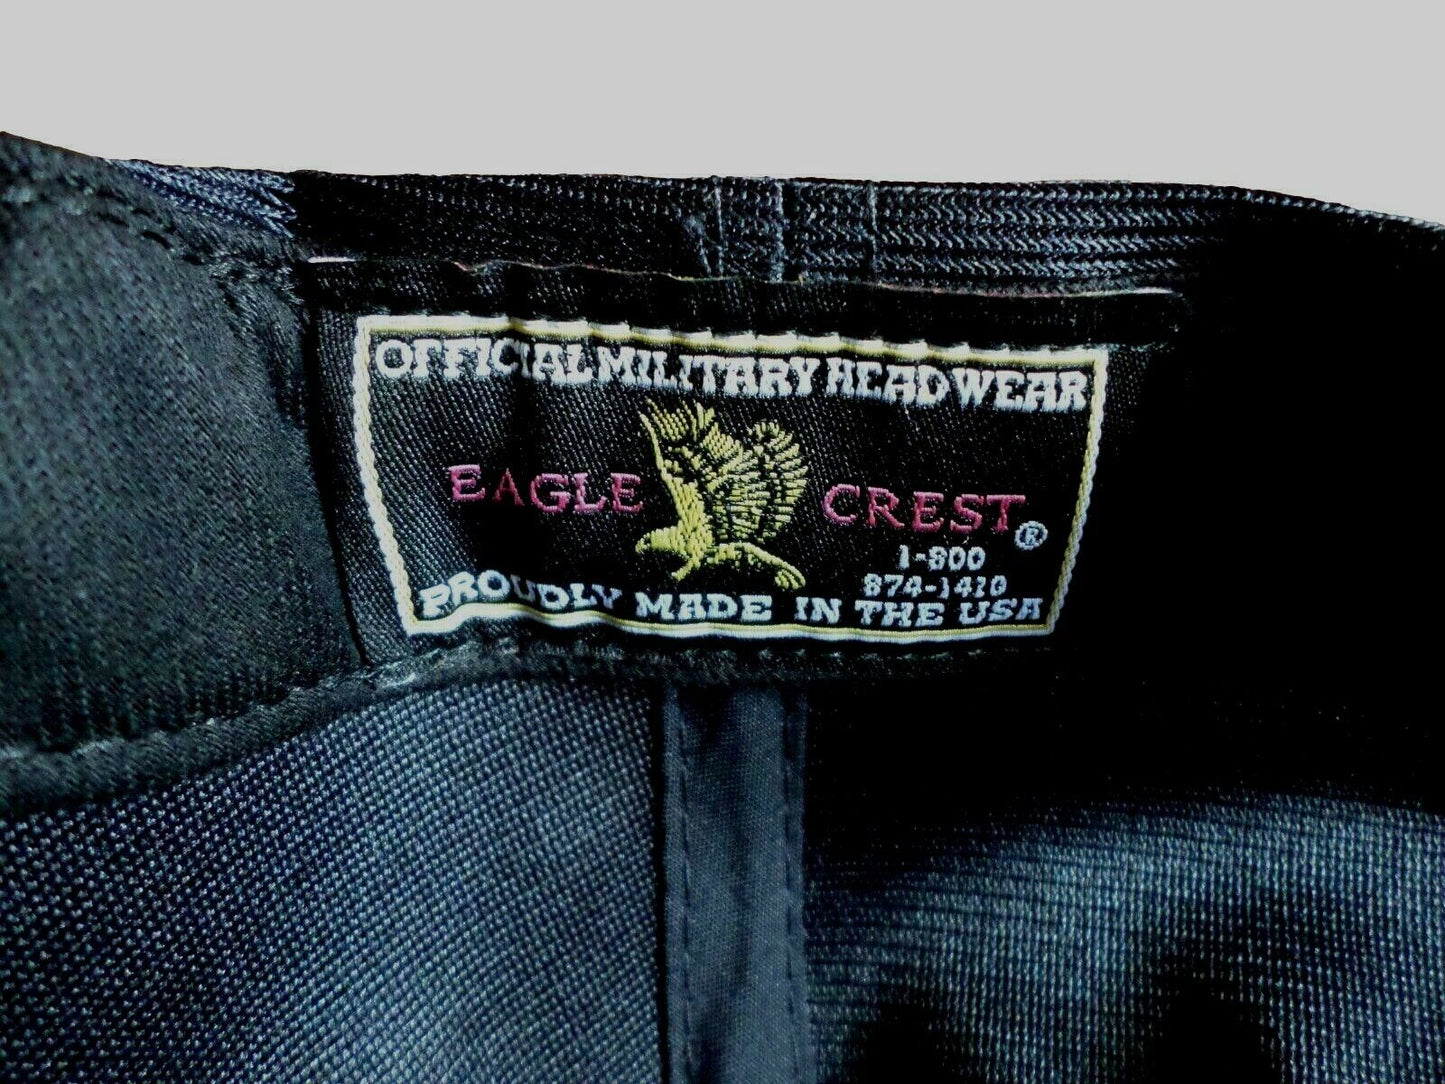 OFFICIAL MILITARY HEADWEAR
EAGLE CREST ®
1-800
874-1410
PROUDLY MADE IN THE USA